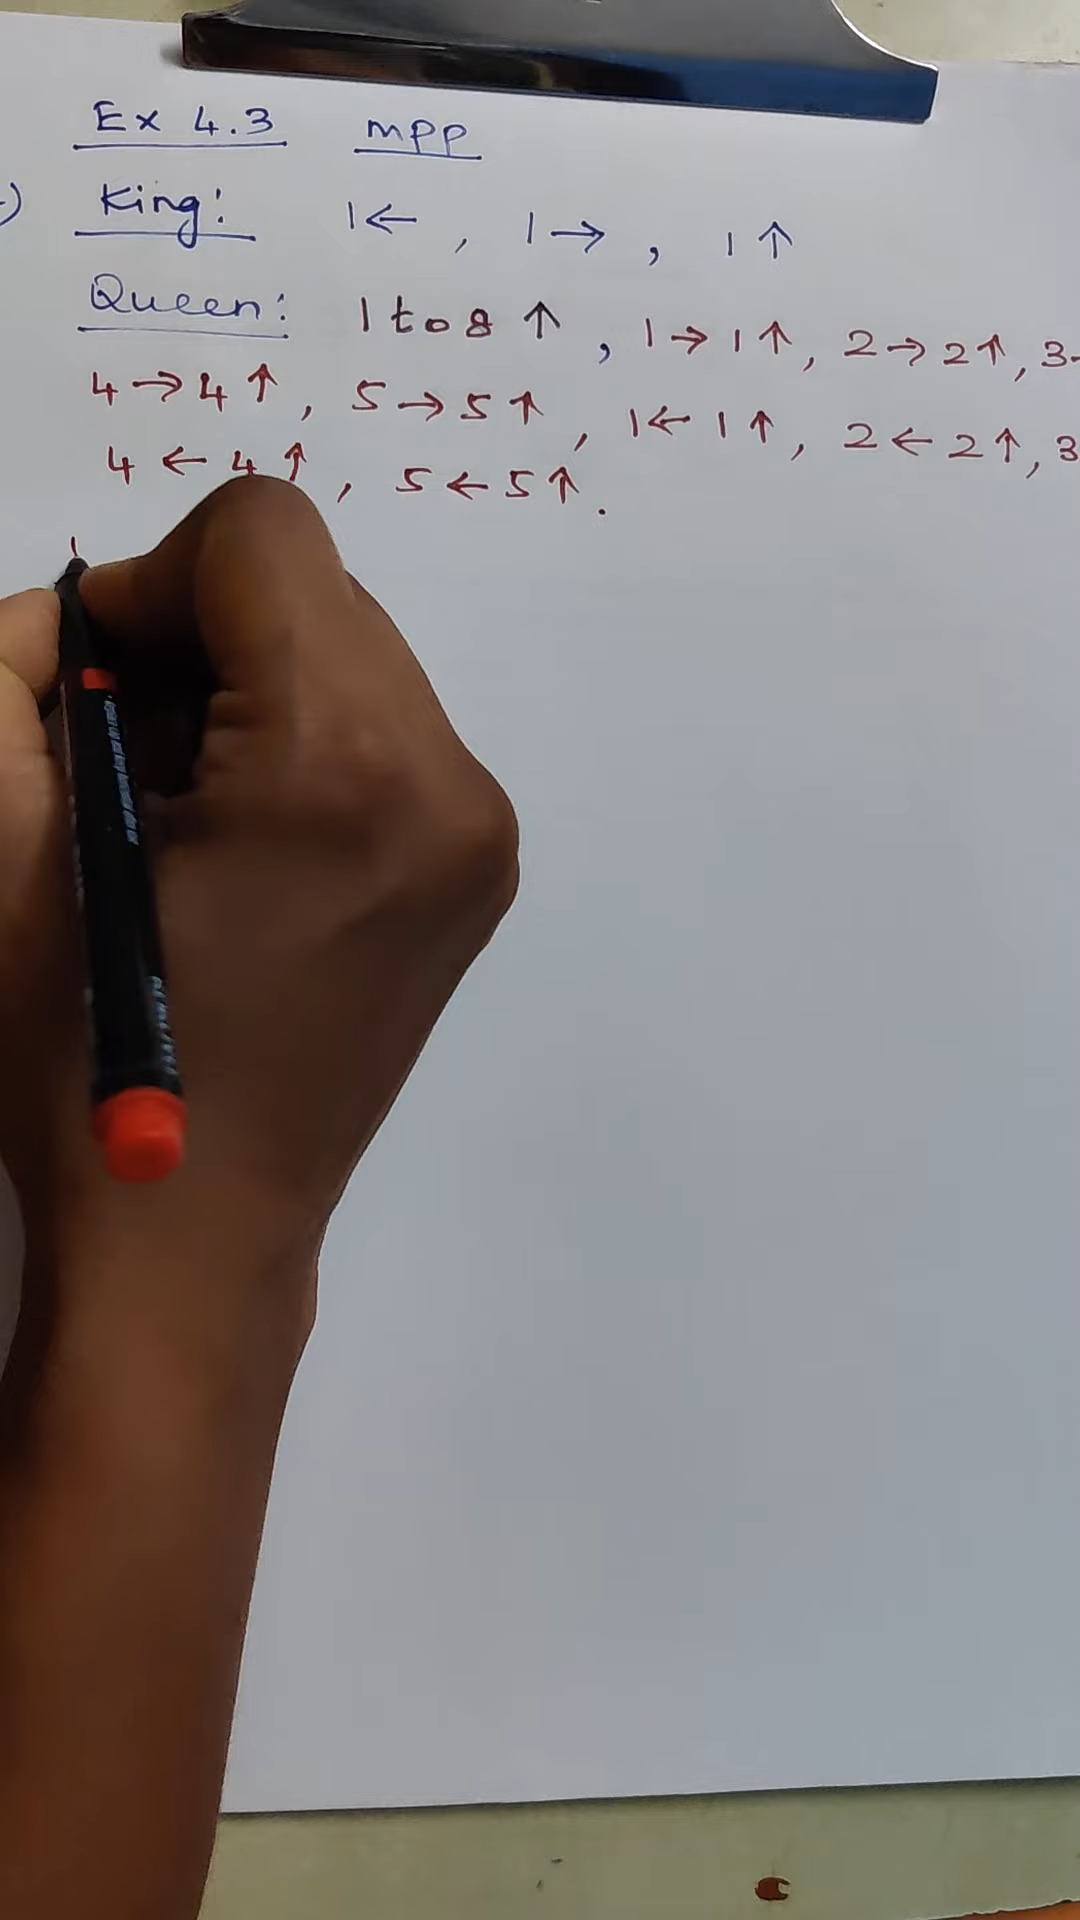 Ex 4.3 mpp
) King: 1← , 1→ , 1↑
Queen: 1 to 8 ↑ , 1→1↑, 2→2↑, 3
4→4↑, 5→5↑, 1←1↑, 2←2↑, 3
4←4↑, 5←5↑.